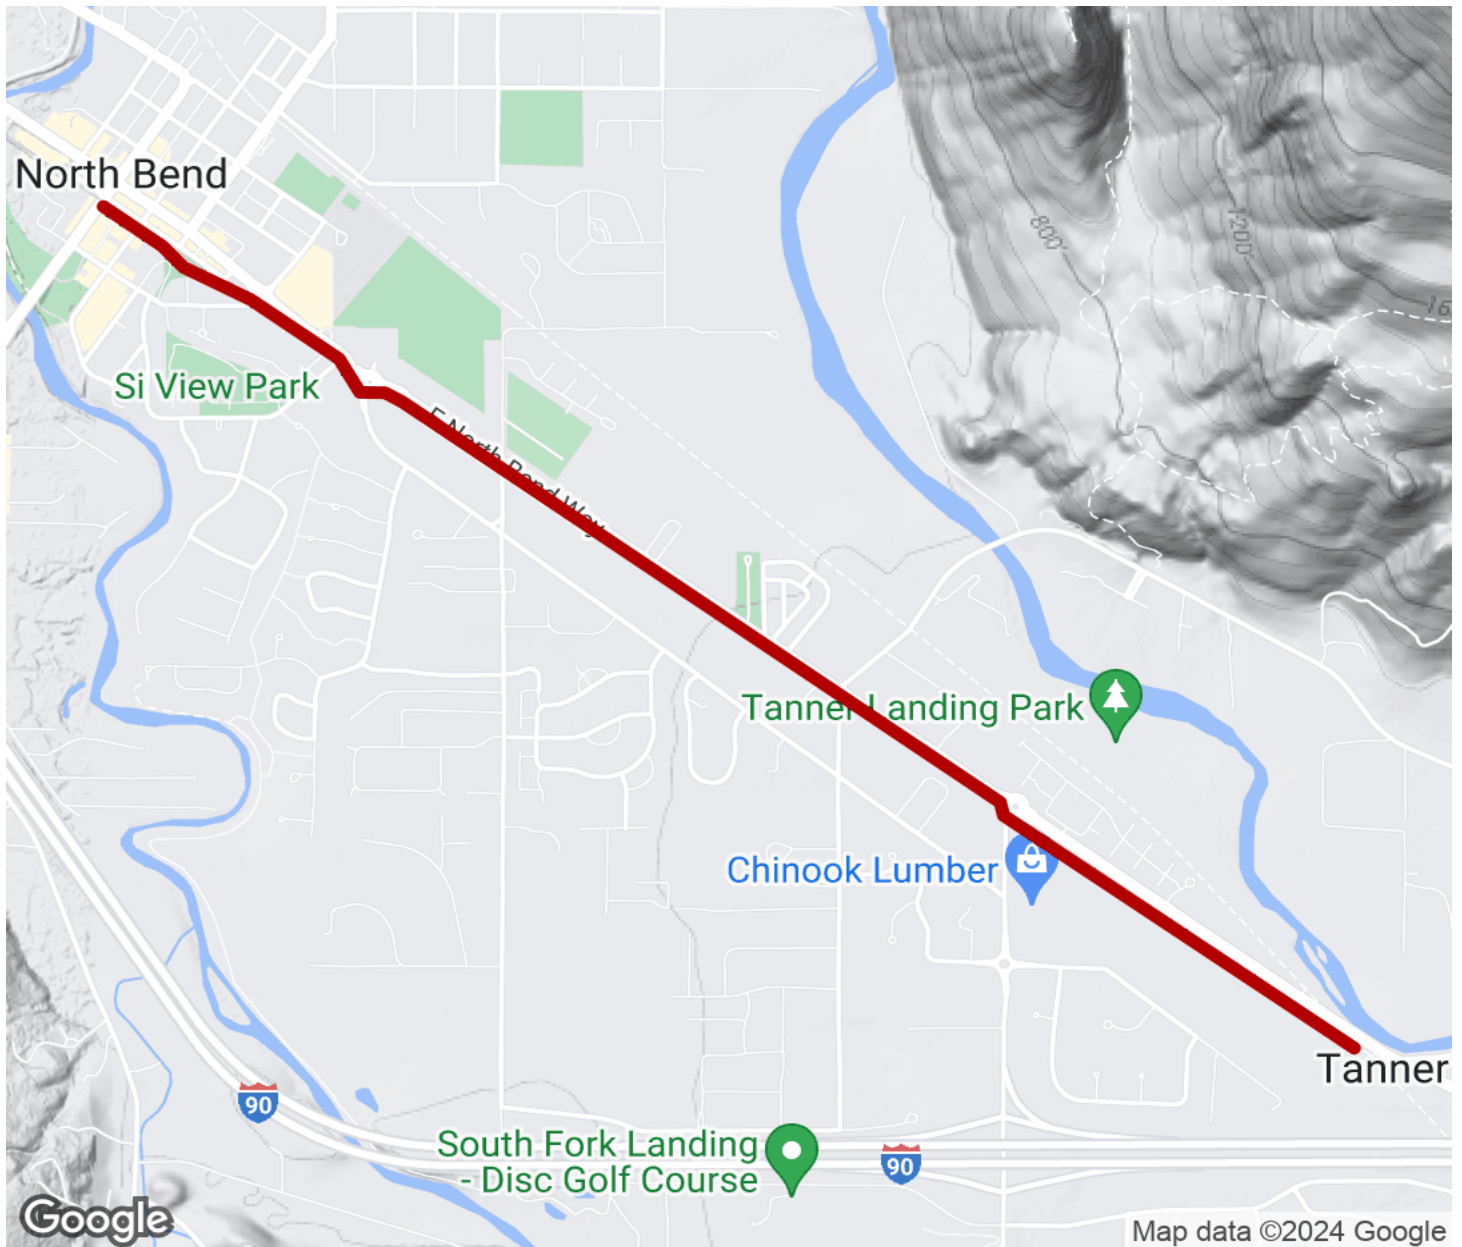 North Bend
800'
1200'
Si View Park
E North Bend Way
Tanner Landing Park
Chinook Lumber
Tanner
90
South Fork Landing
- Disc Golf Course
90
Google
Map data ©2024 Google